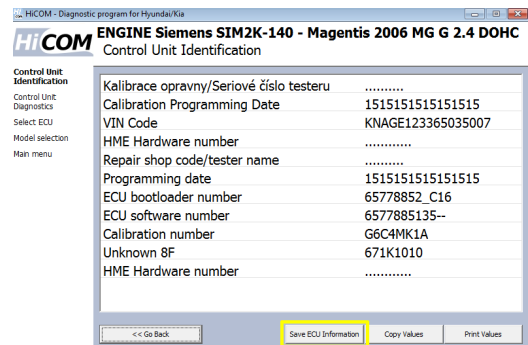 HiCOM - Diagnostic program for Hyundai/Kia
HiCOM
ENGINE Siemens SIM2K-140 - Magentis 2006 MG G 2.4 DOHC
Control Unit Identification
Control Unit
Identification
Control Unit
Diagnostics
Select ECU
Model selection
Main menu
Kalibrace opravny/Seriové číslo testeru ..........
Calibration Programming Date 1515151515151515
VIN Code KNAGE123365035007
HME Hardware number ............
Repair shop code/tester name ..........
Programming date 1515151515151515
ECU bootloader number 65778852_C16
ECU software number 6577885135--
Calibration number G6C4MK1A
Unknown 8F 671K1010
HME Hardware number ............
<< Go Back
Save ECU Information
Copy Values
Print Values